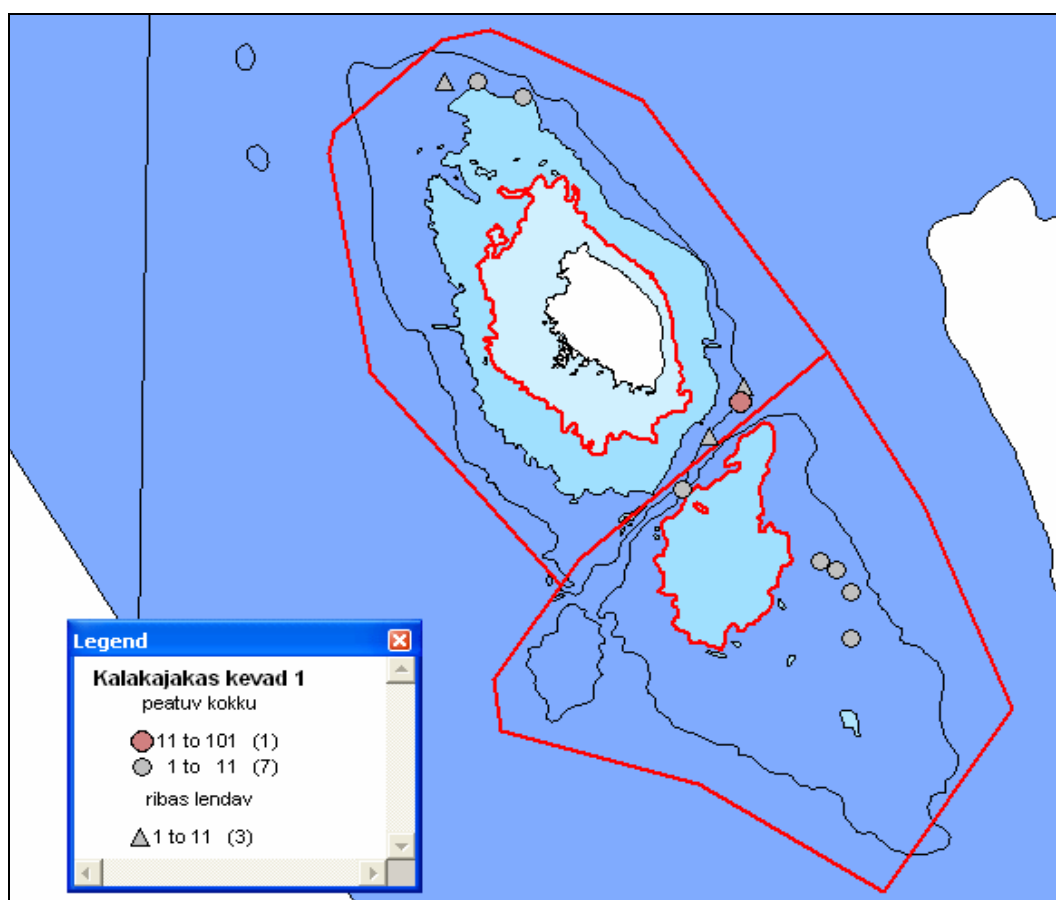 Legend
Kalakajakas kevad 1
peatuv kokku
11 to 101 (1)
1 to 11 (7)
ribas lendav
1 to 11 (3)